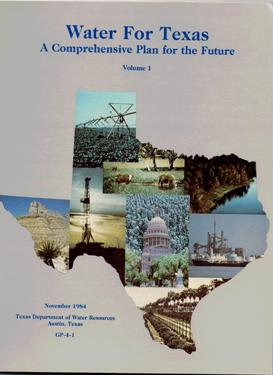 Water For Texas
A Comprehensive Plan for the Future
Volume 1
November 1984
Texas Department of Water Resources
Austin, Texas
GP-4-1